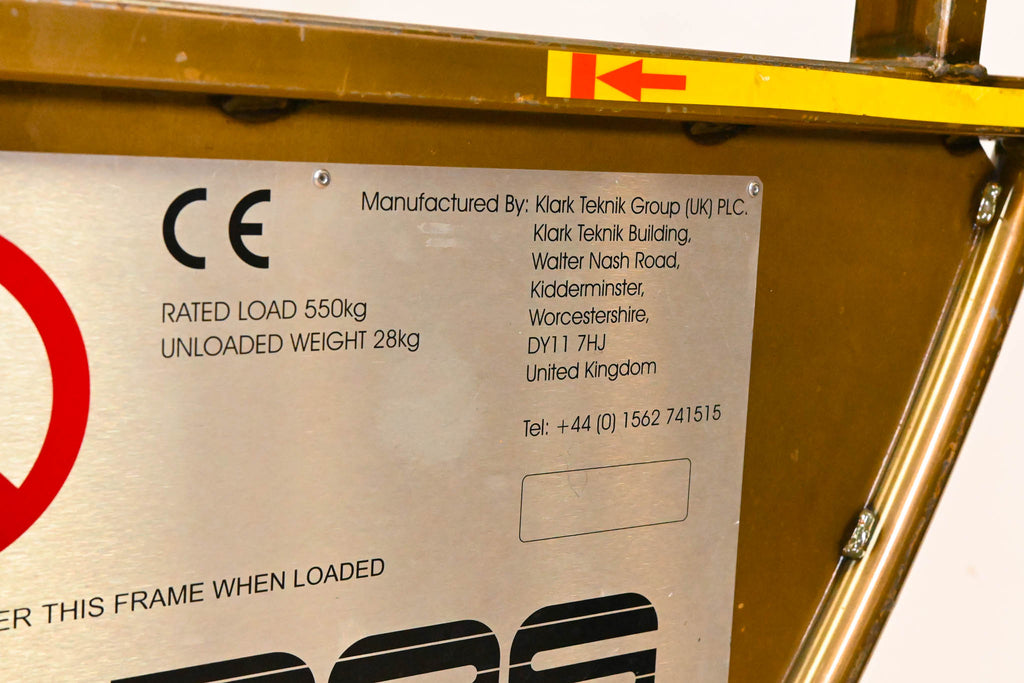 CE
Manufactured By: Klark Teknik Group (UK) PLC.
Klark Teknik Building,
Walter Nash Road,
Kidderminster,
Worcestershire,
DY11 7HJ
United Kingdom
Tel: +44 (0) 1562 741515
RATED LOAD 550kg
UNLOADED WEIGHT 28kg
THIS FRAME WHEN LOADED